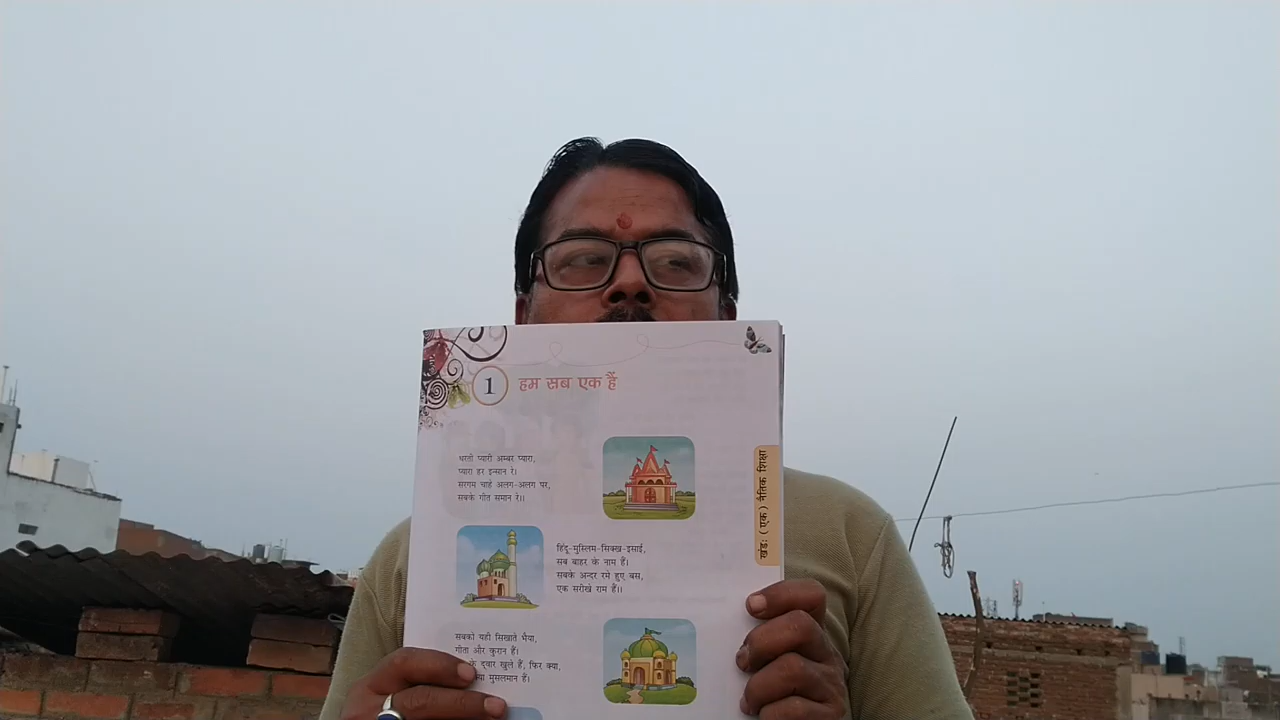 1 हम सब एक हैं
धरती प्यारी अम्बर प्यारा,
प्यारा हर इन्सान रे।
सरगम चाहे अलग-अलग पर,
सबके गीत समान रे।।
हिंदू-मुस्लिम-सिक्ख-इसाई,
सब बाहर के नाम हैं।
सबके अन्दर रमे हुए बस,
एक सरीखे राम हैं।।
सबको यही सिखाते भैया,
गीता और कुरान हैं।
के दूवार खुले हैं, फिर क्या,
मुसलमान हैं।
खंड: (एक) नैतिक शिक्षा